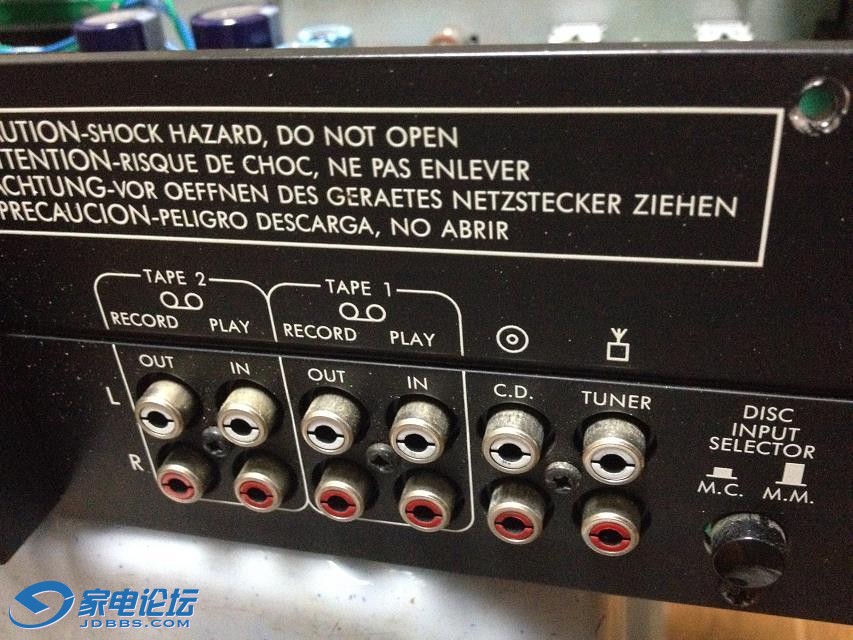 AUTION-SHOCK HAZARD, DO NOT OPEN
TTENTION-RISQUE DE CHOC, NE PAS ENLEVER
ACHTUNG-VOR OEFFNEN DES GERAETES NETZSTECKER ZIEHEN
PRECAUCION-PELIGRO DESCARGA, NO ABRIR
TAPE 2
RECORD PLAY
TAPE 1
RECORD PLAY
OUT IN OUT IN C.D. TUNER
L
R
DISC
INPUT
SELECTOR
M.C. M.M.
家电论坛
JDBBS.COM